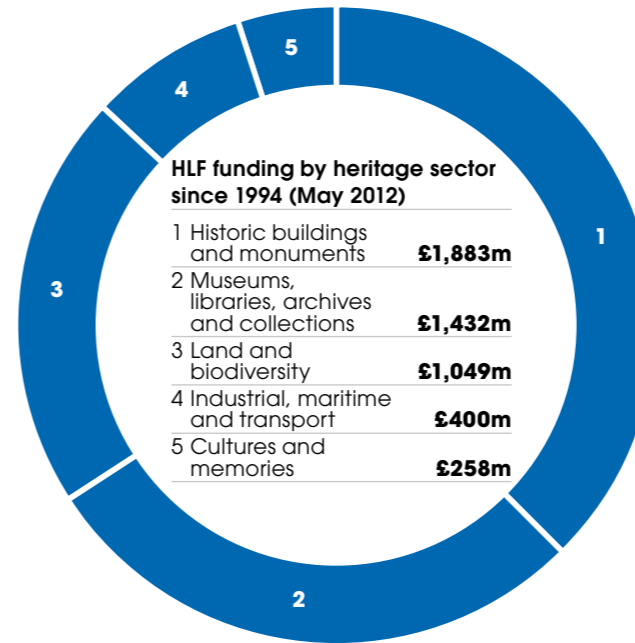 5
4
1
3
2
HLF funding by heritage sector
since 1994 (May 2012)
1 Historic buildings
and monuments £1,883m
2 Museums,
libraries, archives
and collections £1,432m
3 Land and
biodiversity £1,049m
4 Industrial, maritime
and transport £400m
5 Cultures and
memories £258m